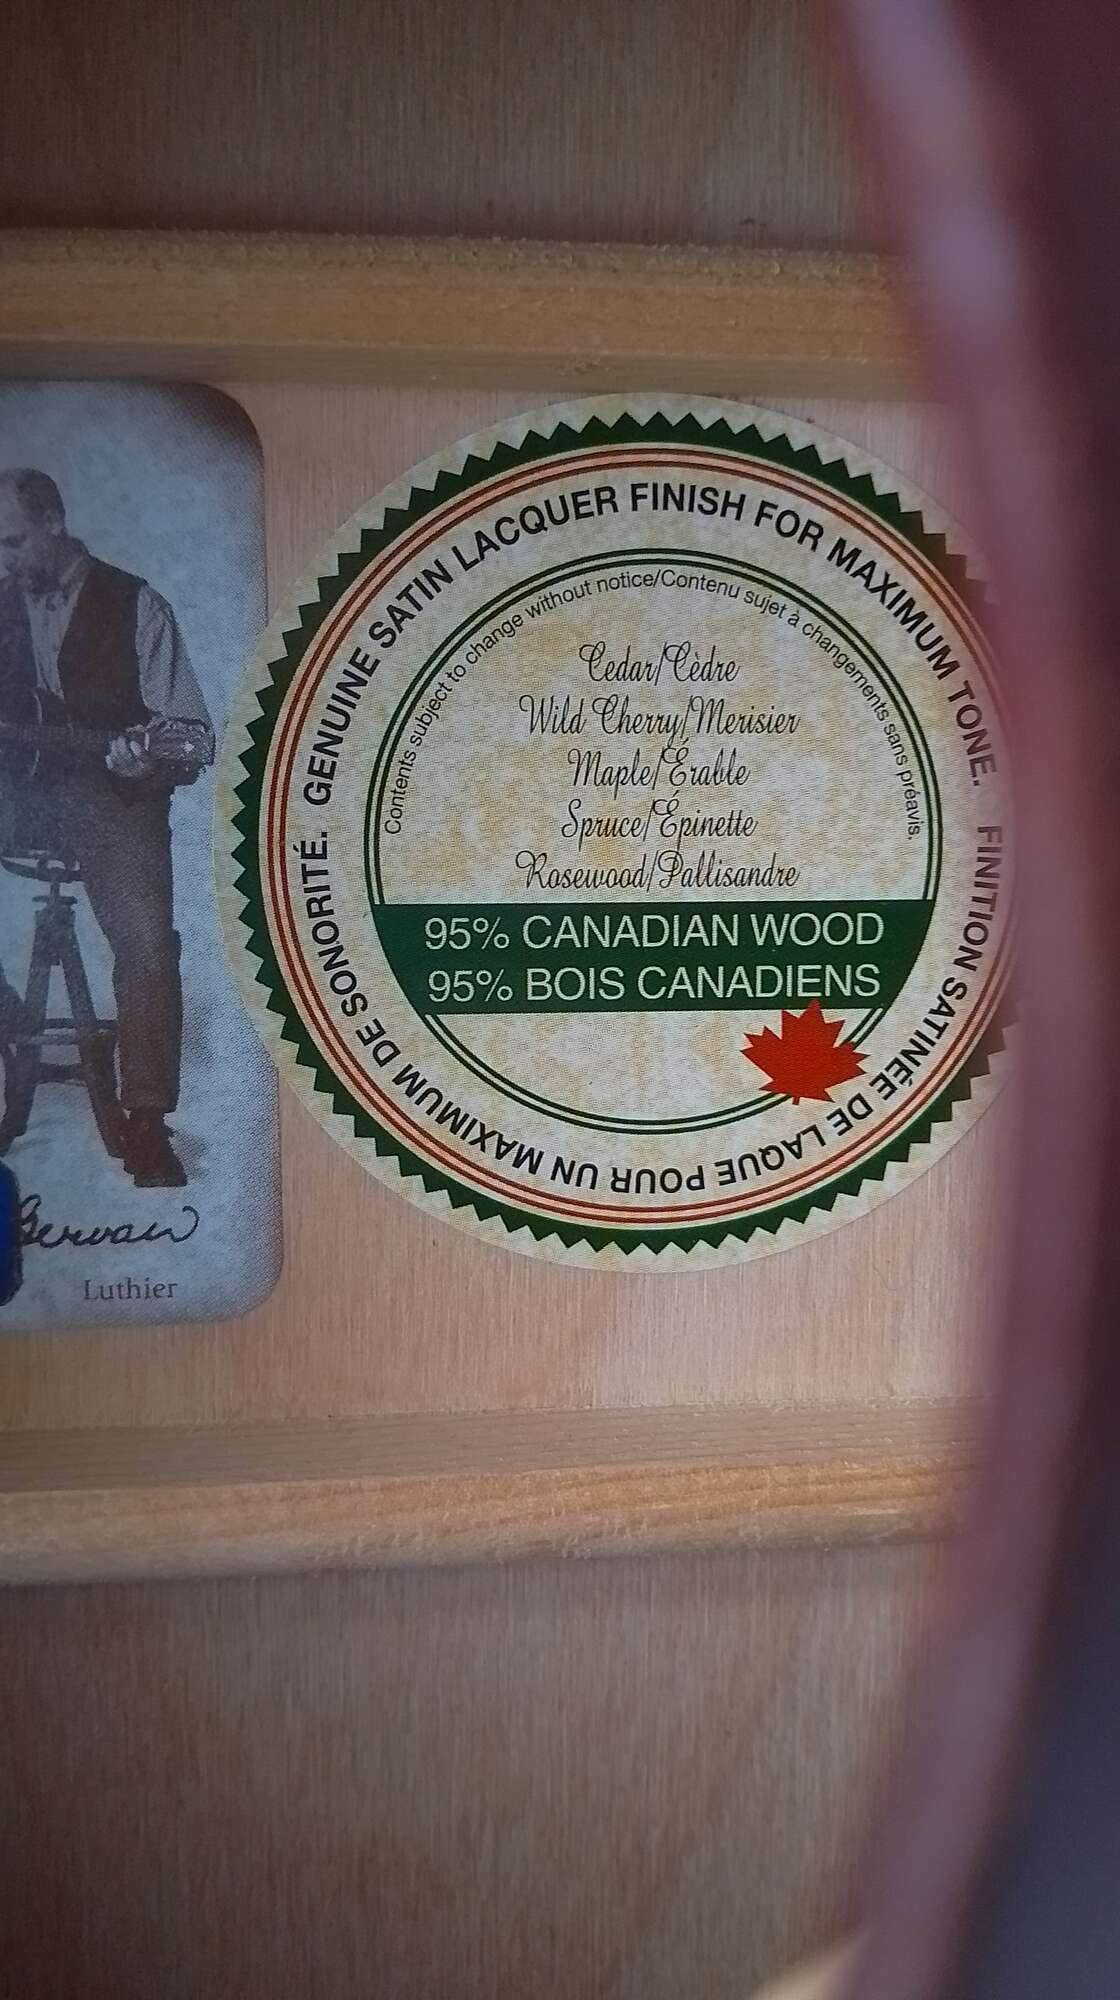 GENUINE SATIN LACQUER FINISH FOR MAXIMUM TONE.
FINITION SATINÉE DE LAQUE POUR UN MAXIMUM DE SONORITÉ.
Contents subject to change without notice/Contenu sujet à changements sans préavis.
Cedar/Cèdre
Wild Cherry/Merisier
Maple/Érable
Spruce/Épinette
Rosewood/Pallisandre
95% CANADIAN WOOD
95% BOIS CANADIENS
Luthier